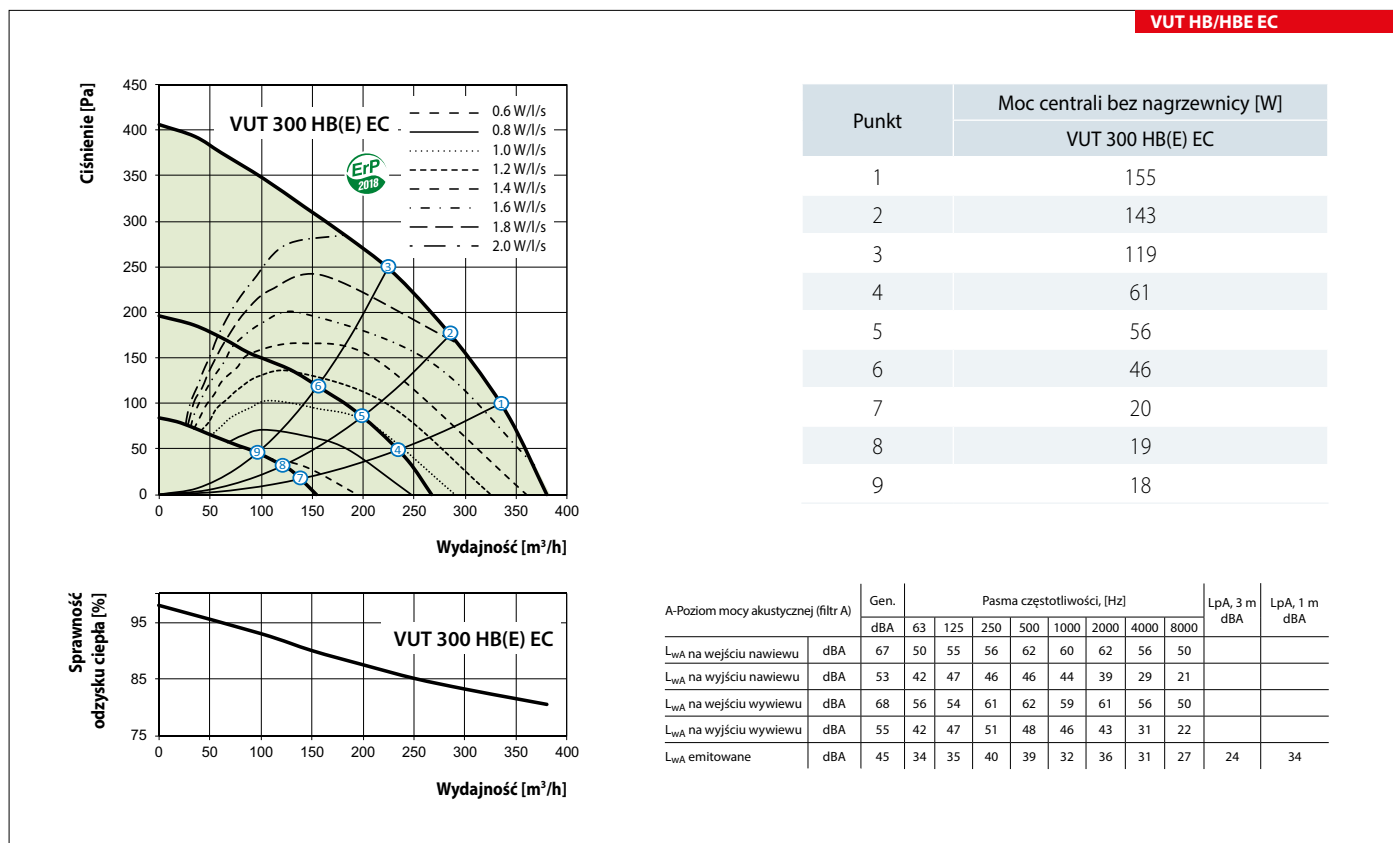 VUT HB/HBE EC
Ciśnienie [Pa]
450
400
350
300
250
200
150
100
50
0
VUT 300 HB(E) EC
ErP
2018
0.6 W/l/s
0.8 W/l/s
1.0 W/l/s
1.2 W/l/s
1.4 W/l/s
1.6 W/l/s
1.8 W/l/s
2.0 W/l/s
3
2
1
6
5
4
9
8
7
0 50 100 150 200 250 300 350 400
Wydajność [m³/h]
Punkt
Moc centrali bez nagrzewnicy [W]
VUT 300 HB(E) EC
1 155
2 143
3 119
4 61
5 56
6 46
7 20
8 19
9 18
Sprawność
odzysku ciepła [%]
95
85
75
VUT 300 HB(E) EC
0 50 100 150 200 250 300 350 400
Wydajność [m³/h]
A-Poziom mocy akustycznej (filtr A) Gen. Pasma częstotliwości, [Hz] LpA, 3 m dBA LpA, 1 m dBA
dBA 63 125 250 500 1000 2000 4000 8000
LwA na wejściu nawiewu dBA 67 50 55 56 62 60 62 56 50
LwA na wyjściu nawiewu dBA 53 42 47 46 46 44 39 29 21
LwA na wejściu wywiewu dBA 68 56 54 61 62 59 61 56 50
LwA na wyjściu wywiewu dBA 55 42 47 51 48 46 43 31 22
LwA emitowane dBA 45 34 35 40 39 32 36 31 27 24 34